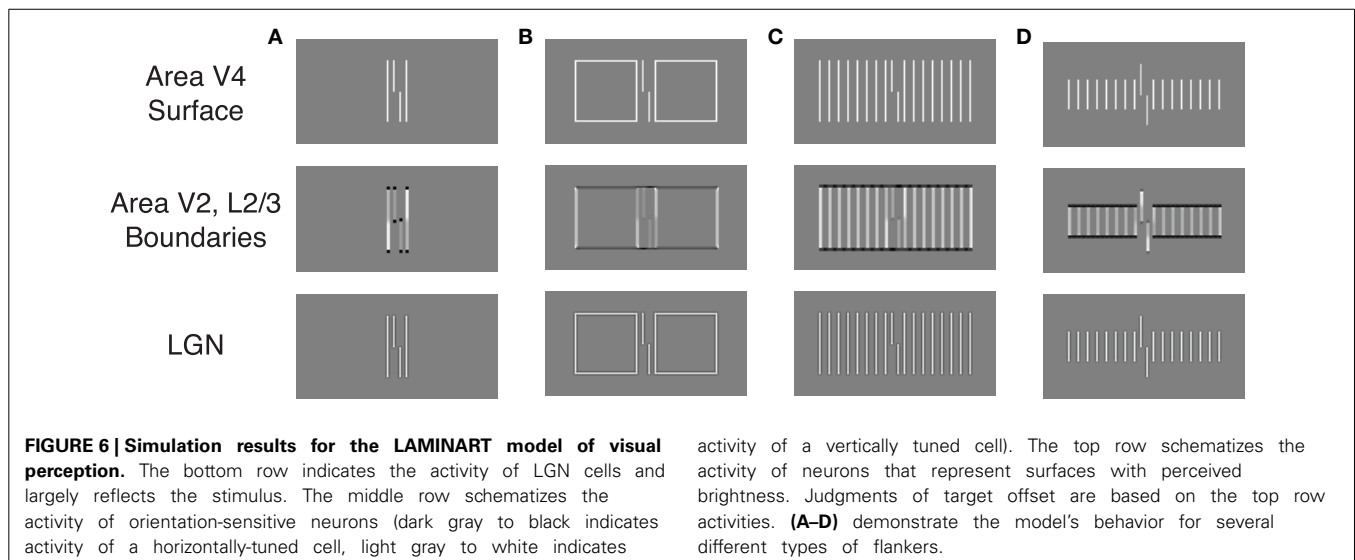 A
B
C
D
Area V4
Surface
Area V2, L2/3
Boundaries
LGN
FIGURE 6 | Simulation results for the LAMINART model of visual
perception. The bottom row indicates the activity of LGN cells and
largely reflects the stimulus. The middle row schematizes the
activity of orientation-sensitive neurons (dark gray to black indicates
activity of a horizontally-tuned cell, light gray to white indicates
activity of a vertically tuned cell). The top row schematizes the
activity of neurons that represent surfaces with perceived
brightness. Judgments of target offset are based on the top row
activities. (A–D) demonstrate the model's behavior for several
different types of flankers.